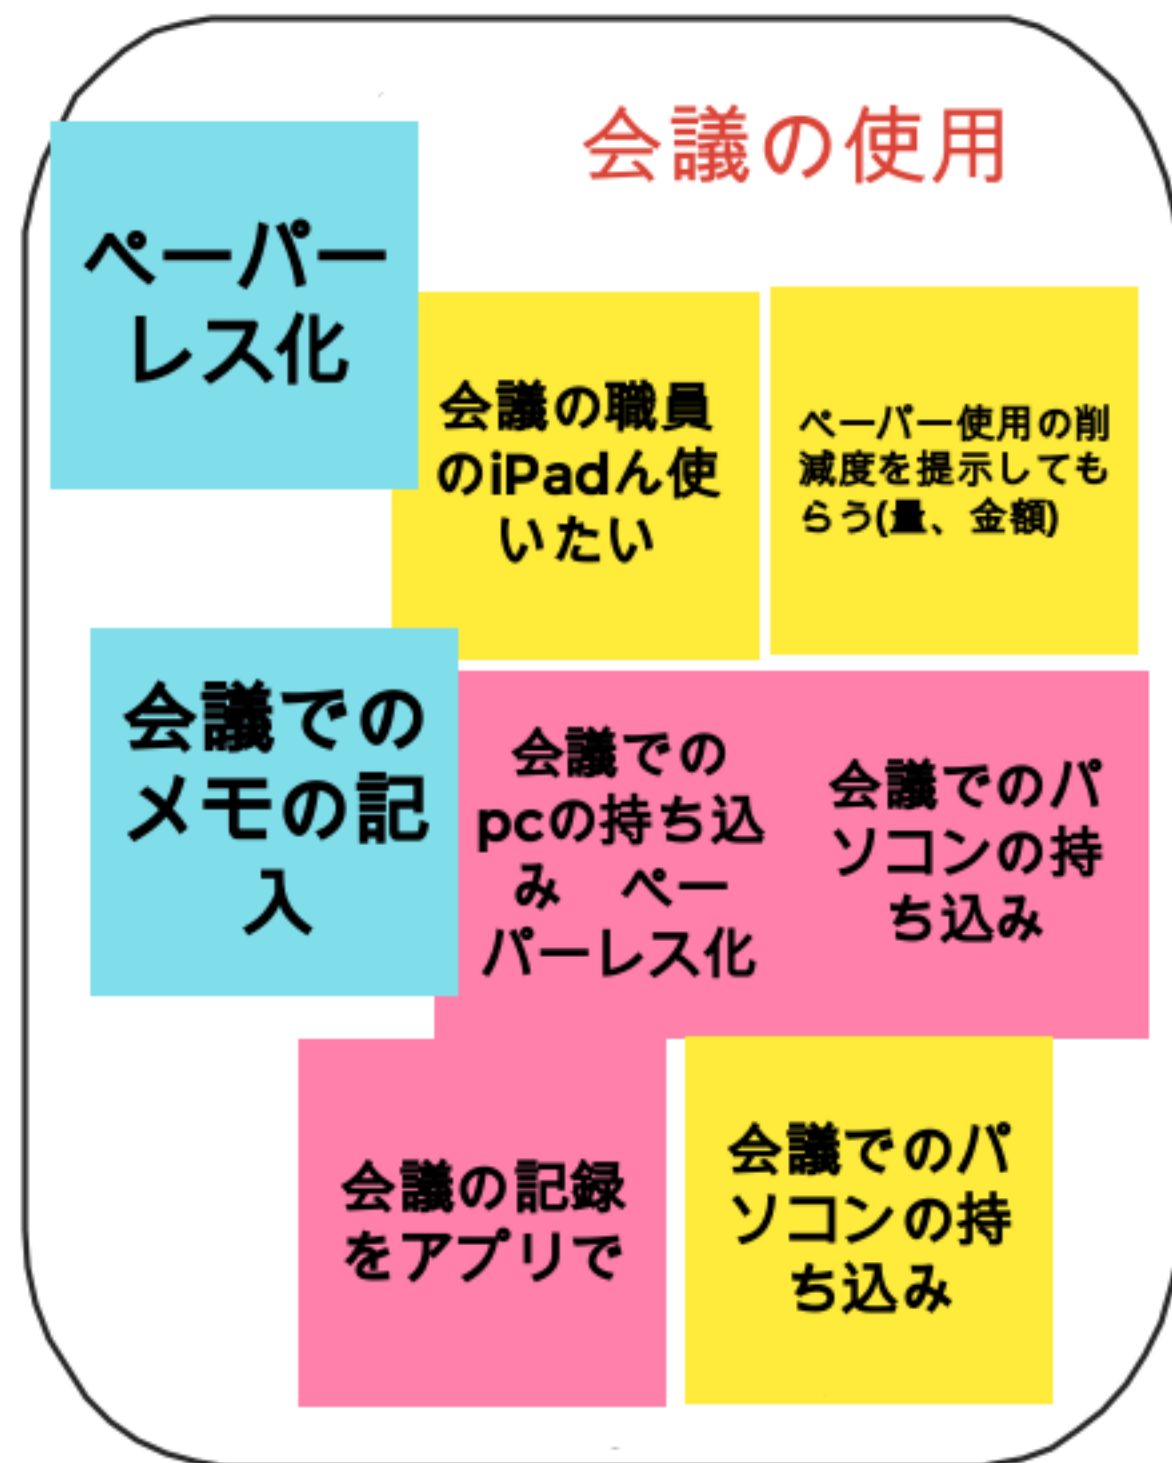 会議の使用
ペーパー
レス化
会議の職員
のiPadん使
いたい
ペーパー使用の削
減度を提示しても
らう(量、金額)
会議での
メモの記
入
会議での
pcの持ち込
み　ペー
パーレス化
会議でのパ
ソコンの持
ち込み
会議の記録
をアプリで
会議でのパ
ソコンの持
ち込み